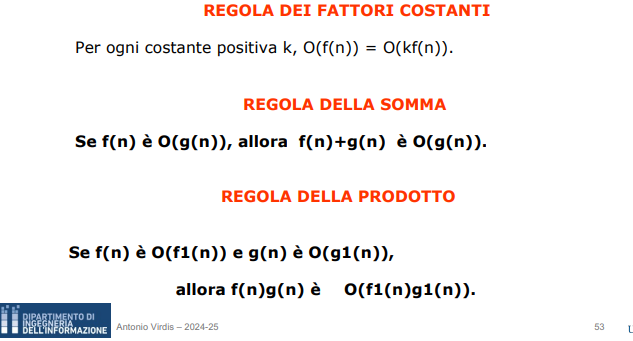 REGOLA DEI FATTORI COSTANTI
Per ogni costante positiva k, O(f(n)) = O(kf(n)).
REGOLA DELLA SOMMA
Se f(n) è O(g(n)), allora f(n)+g(n) è O(g(n)).
REGOLA DELLA PRODOTTO
Se f(n) è O(f1(n)) e g(n) è O(g1(n)),
allora f(n)g(n) è O(f1(n)g1(n)).
DIPARTIMENTO DI
INGEGNERIA
DELL'INFORMAZIONE
Antonio Virdis – 2024-25
53